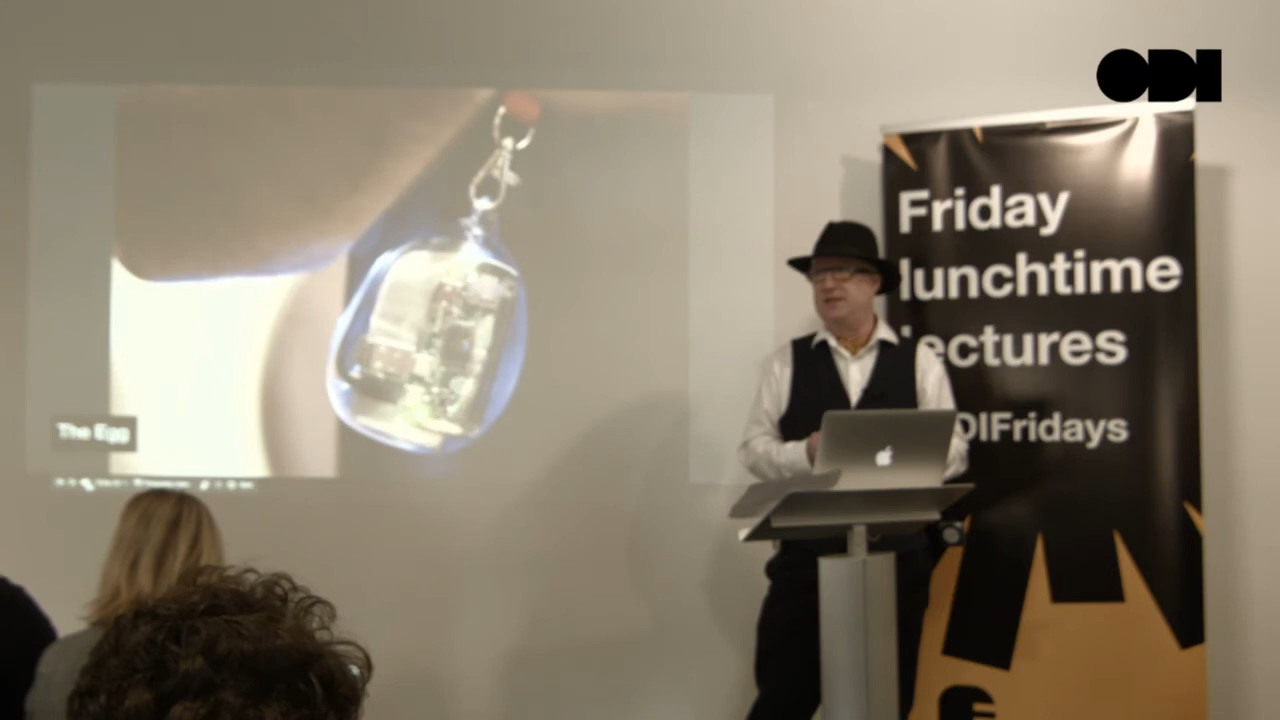 ODI
Friday
lunchtime
lectures
DIFridays
The Egg